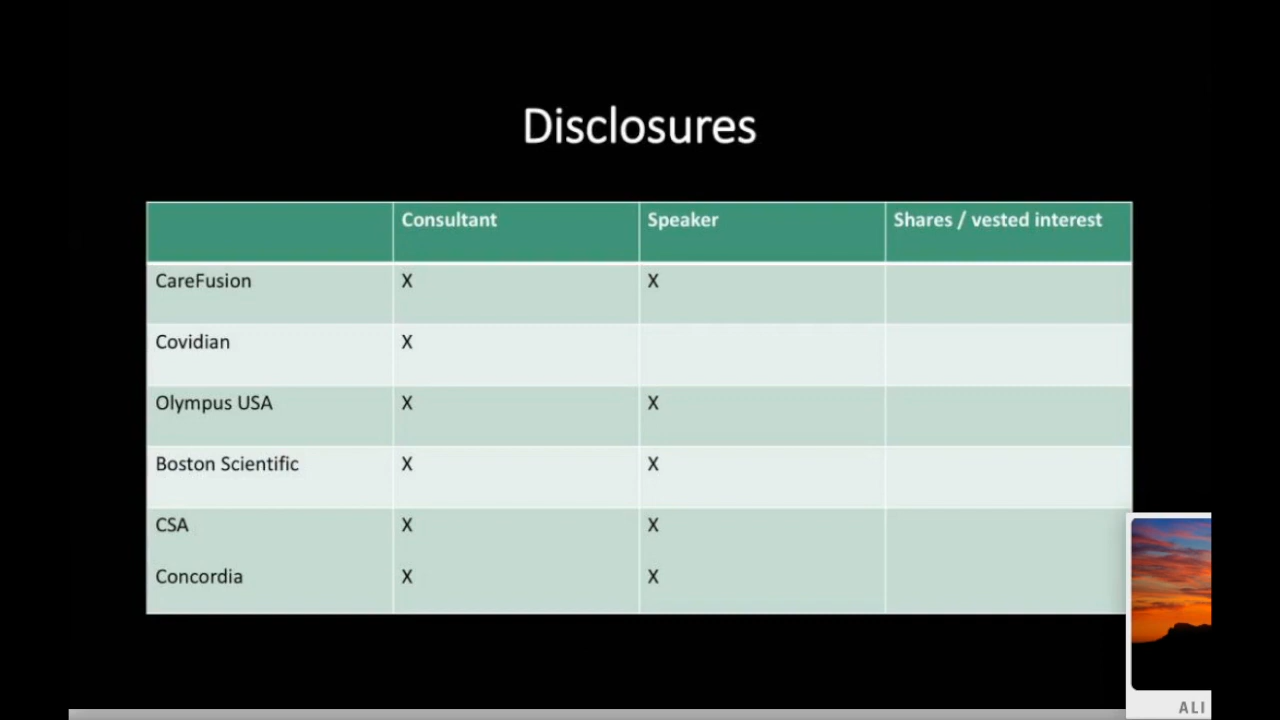 Disclosures
Consultant Speaker Shares / vested interest
CareFusion X X
Covidian X
Olympus USA X X
Boston Scientific X X
CSA X X
Concordia X X
ALI